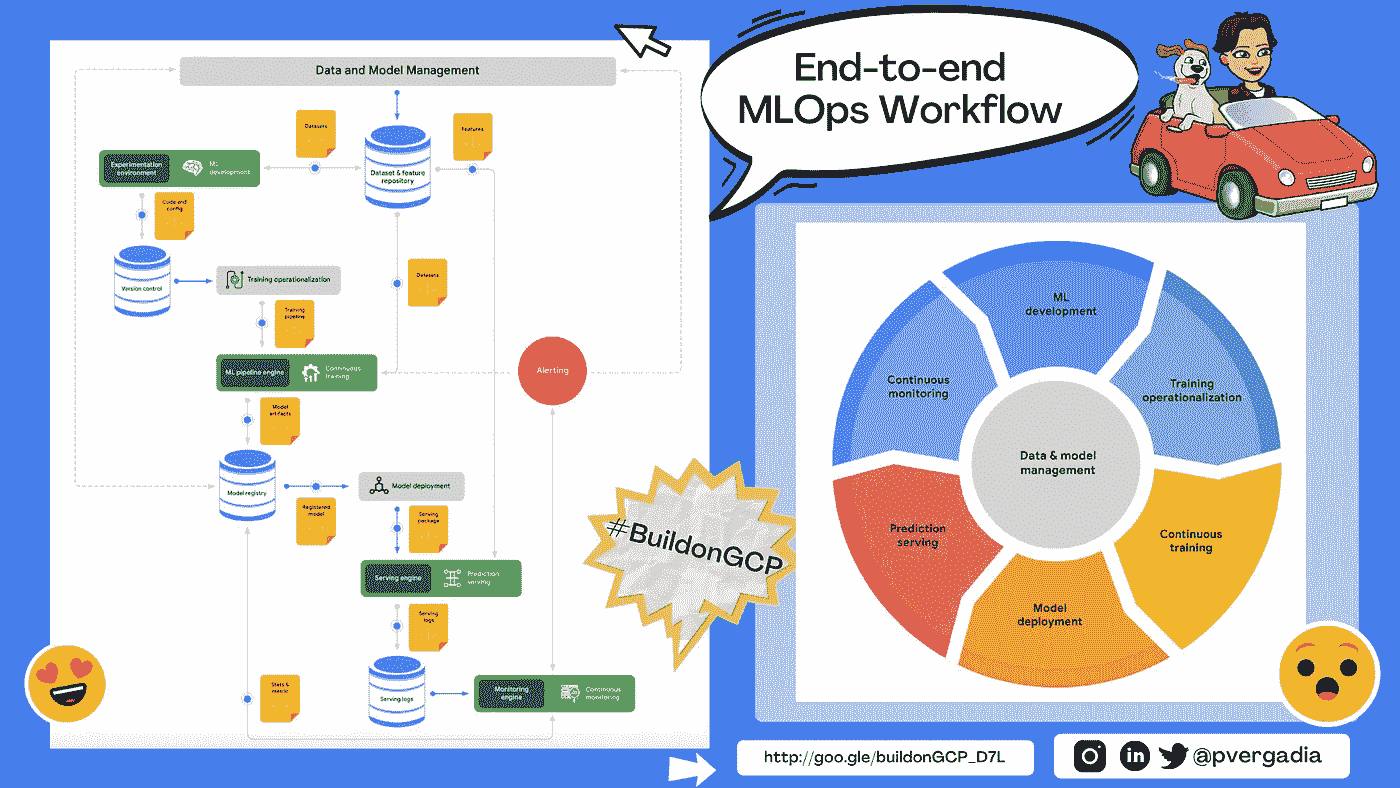 End-to-end
MLOps Workflow
Data and Model Management
Datasets
Features
Experimentation
environment
ML
development
Dataset & feature
repository
Code and
config
Version control
Training operationalization
Datasets
Training
pipeline
ML pipeline engine
Continuous
training
Alerting
Model
artifacts
Model registry
Registered
model
Model deployment
Serving
package
Serving engine
Prediction
serving
Serving
logs
Stats &
metric
Serving logs
Monitoring
engine
Continuous
monitoring
#BuildonGCP
ML
development
Continuous
monitoring
Training
operationalization
Data & model
management
Prediction
serving
Continuous
training
Model
deployment
http://goo.gle/buildonGCP_D7L
in
@pvergadia